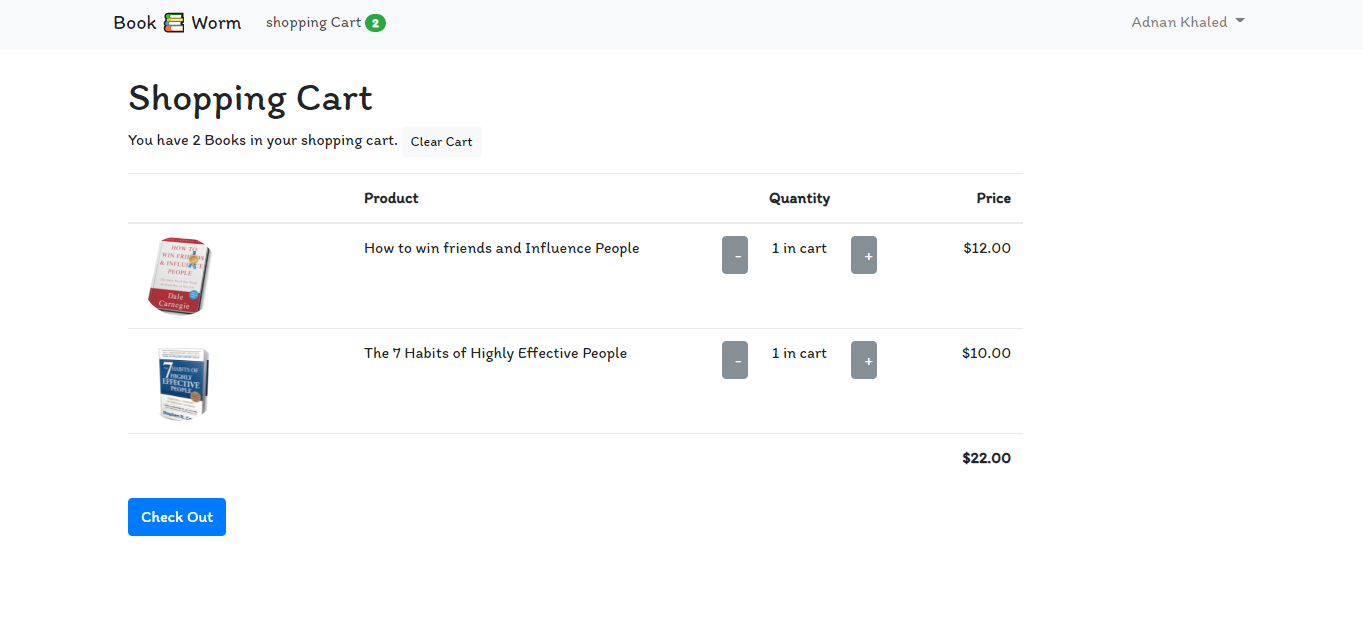 Book Worm shopping Cart 2 Adnan Khaled
Shopping Cart
You have 2 Books in your shopping cart. Clear Cart
Product Quantity Price
How to win friends and Influence People - 1 in cart + $12.00
HOW TO
WIN FRIENDS
& INFLUENCE
PEOPLE
Dale
Carnegie
The 7 Habits of Highly Effective People - 1 in cart + $10.00
7 HABITS OF
HIGHLY
EFFECTIVE
PEOPLE
$22.00
Check Out